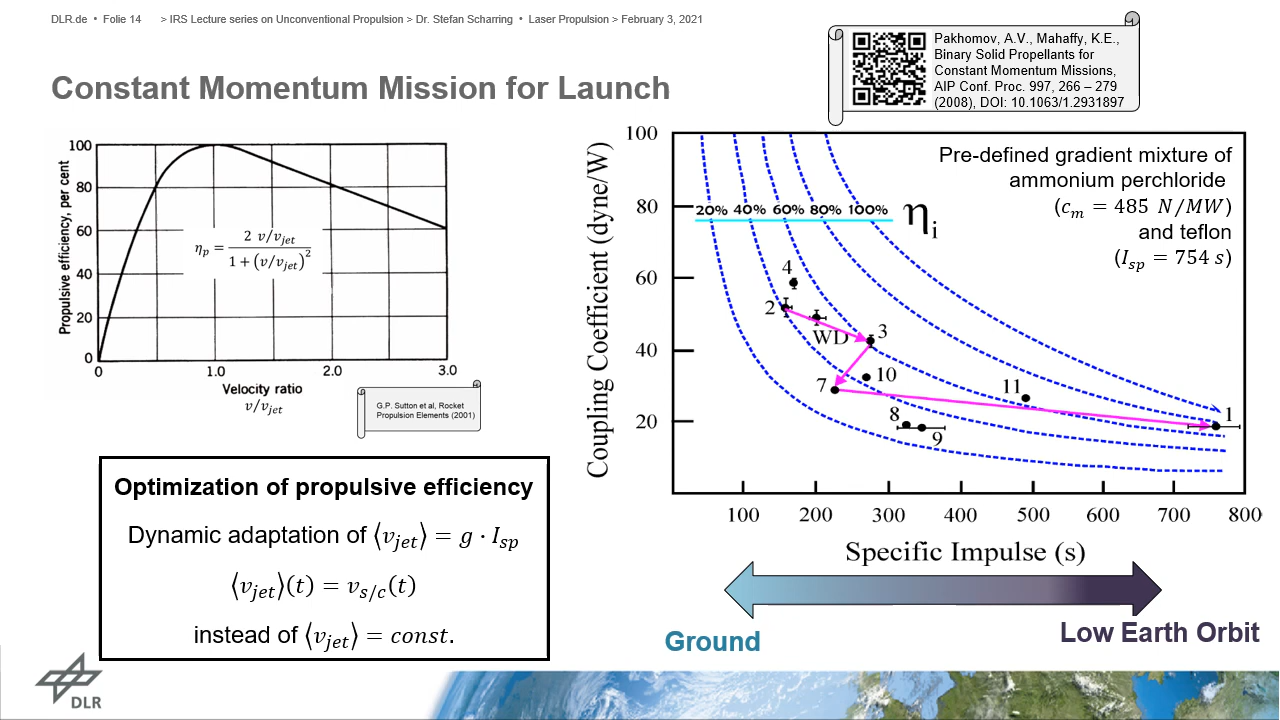 DLR.de • Folie 14 > IRS Lecture series on Unconventional Propulsion > Dr. Stefan Scharring • Laser Propulsion > February 3, 2021
Pakhomov, A.V., Mahaffy, K.E.,
Binary Solid Propellants for
Constant Momentum Missions,
AIP Conf. Proc. 997, 266 – 279
(2008), DOI: 10.1063/1.2931897
Constant Momentum Mission for Launch
Propulsive efficiency, per cent
100
80
60
40
20
0
η_p = 2 v/v_jet / 1 + (v/v_jet)^2
0 1.0 2.0 3.0
Velocity ratio
v/v_jet
G.P. Sutton et al, Rocket
Propulsion Elements (2001)
Optimization of propulsive efficiency
Dynamic adaptation of ⟨v_jet⟩ = g · I_sp
⟨v_jet⟩(t) = v_s/c(t)
instead of ⟨v_jet⟩ = const.
Coupling Coefficient (dyne/W)
100
80
60
40
20
Pre-defined gradient mixture of
ammonium perchloride
(c_m = 485 N/MW)
and teflon
(I_sp = 754 s)
20% 40% 60% 80% 100% η_i
4
2
WD
3
10
7
11
8
9
1
100 200 300 400 500 600 700 800
Specific Impulse (s)
Ground
Low Earth Orbit
DLR